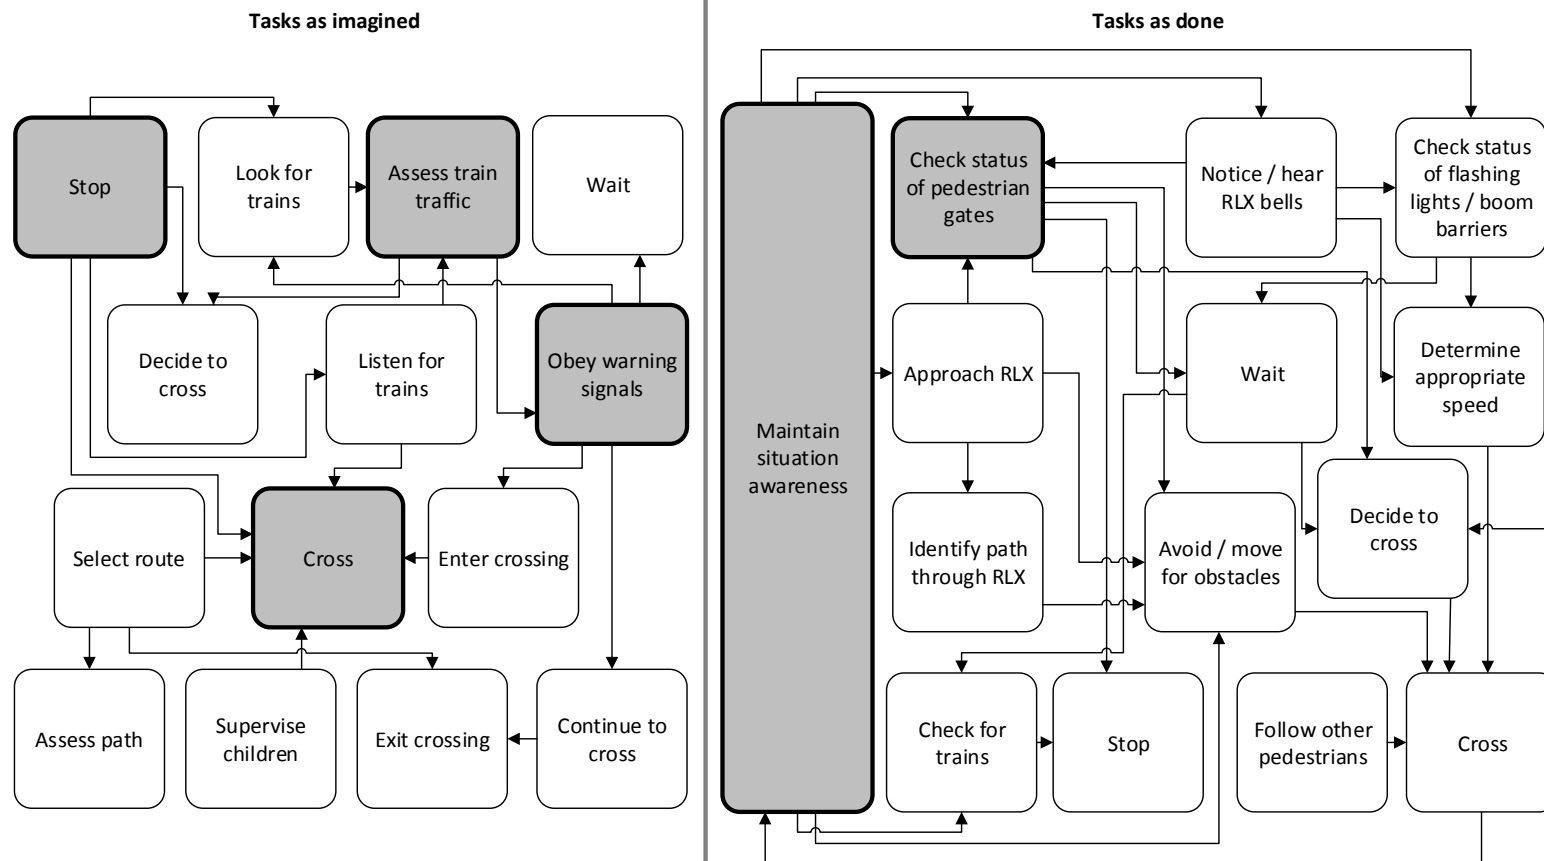 Tasks as imagined
Stop
Look for
trains
Assess train
traffic
Wait
Decide to
cross
Listen for
trains
Obey warning
signals
Select route
Cross
Enter crossing
Assess path
Supervise
children
Exit crossing
Continue to
cross
Tasks as done
Maintain
situation
awareness
Check status
of pedestrian
gates
Notice / hear
RLX bells
Check status
of flashing
lights / boom
barriers
Approach RLX
Wait
Determine
appropriate
speed
Identify path
through RLX
Avoid / move
for obstacles
Decide to
cross
Check for
trains
Stop
Follow other
pedestrians
Cross